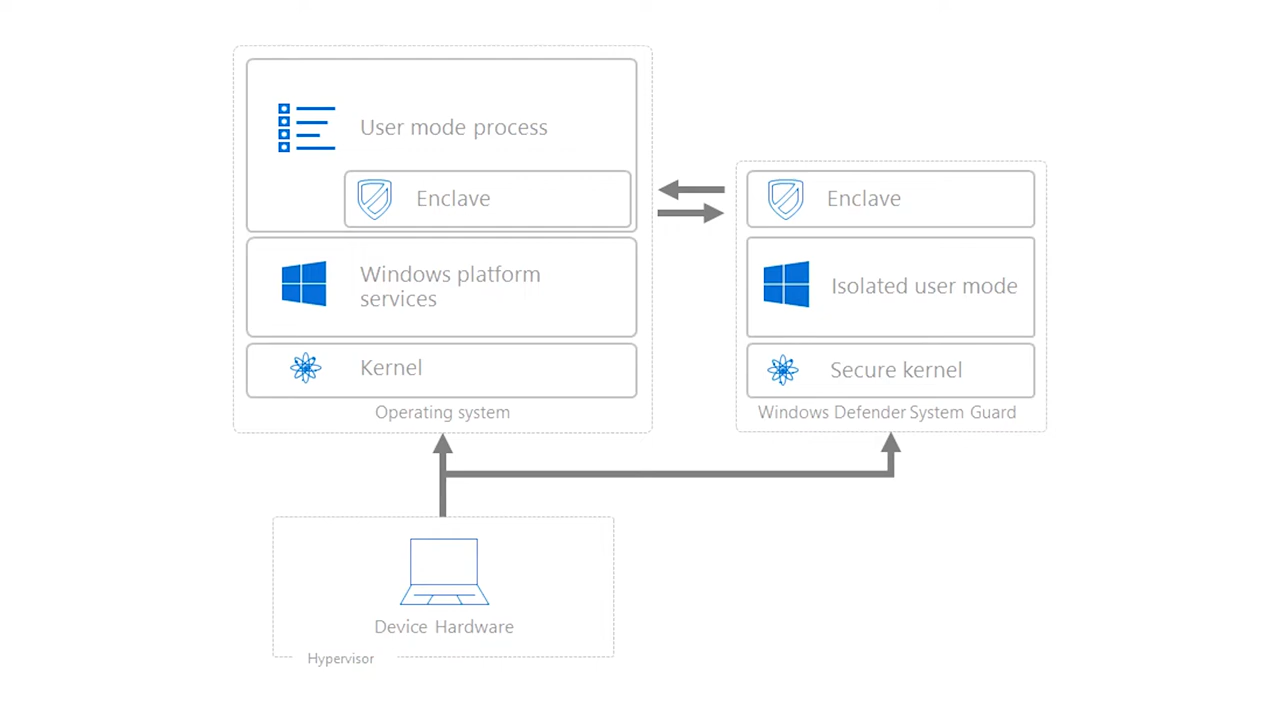 User mode process
Enclave
Windows platform
services
Kernel
Operating system
Enclave
Isolated user mode
Secure kernel
Windows Defender System Guard
Device Hardware
Hypervisor